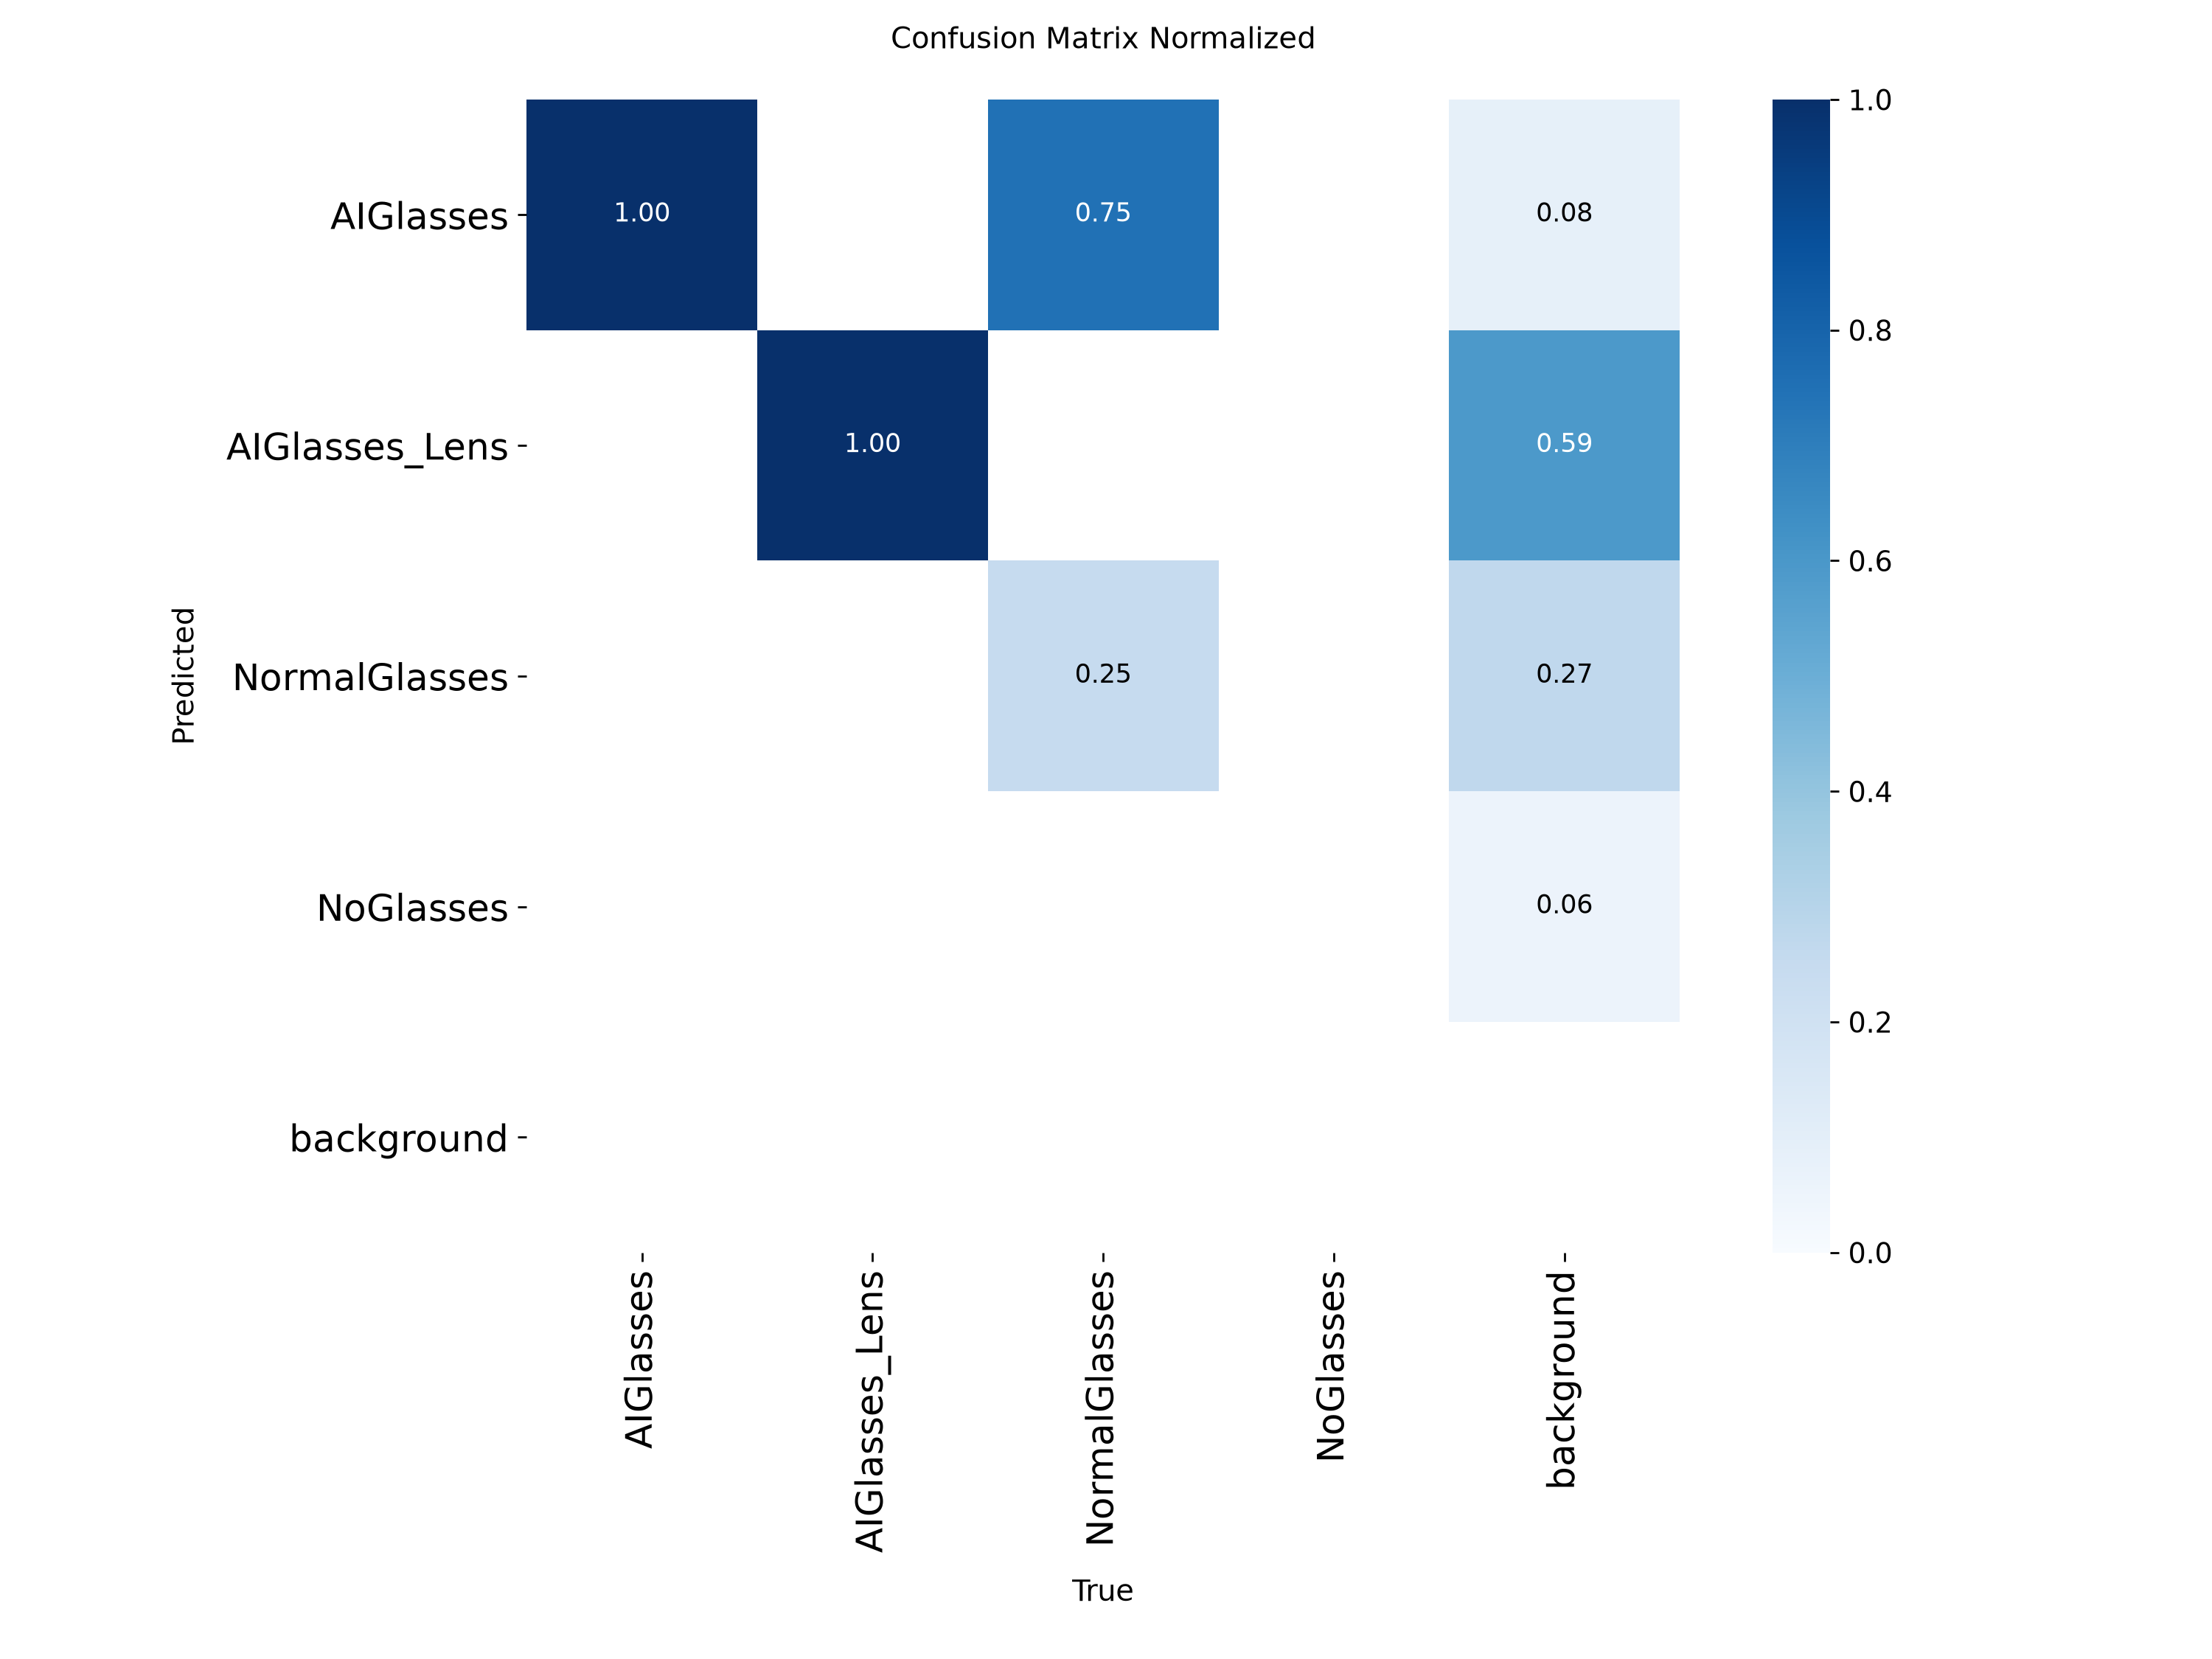 Confusion Matrix Normalized
AIGlasses
1.00
0.75
0.08
AIGlasses_Lens
1.00
0.59
NormalGlasses
0.25
0.27
NoGlasses
0.06
background
Predicted
AIGlasses
AIGlasses_Lens
NormalGlasses
NoGlasses
background
True
1.0
0.8
0.6
0.4
0.2
0.0